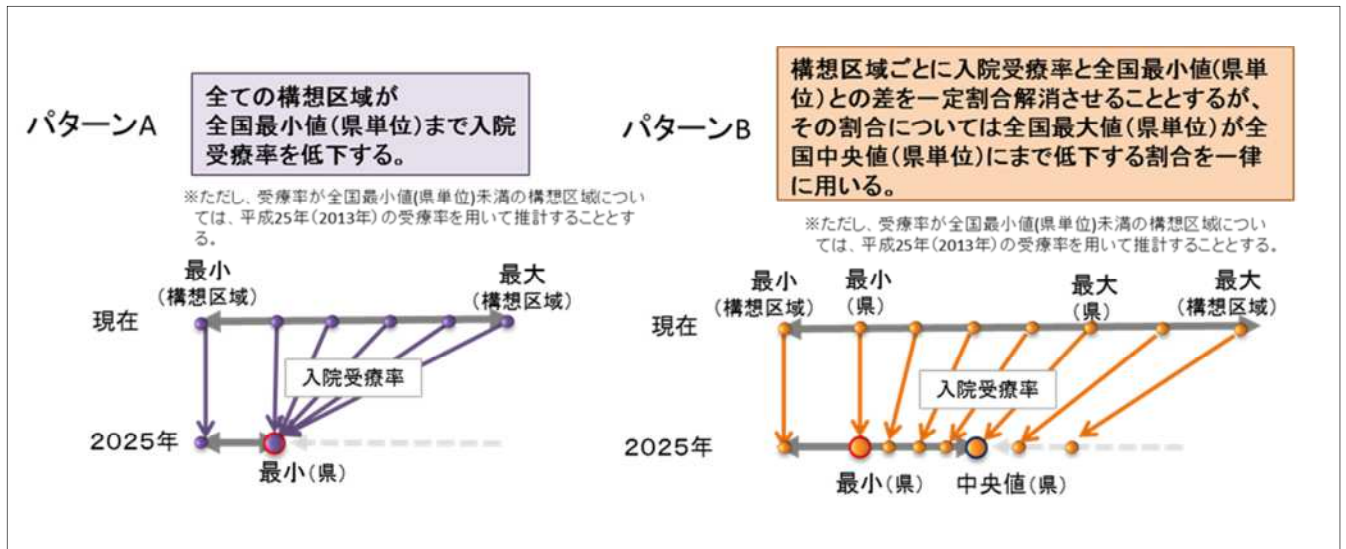 パターンA
全ての構想区域が
全国最小値(県単位)まで入院
受療率を低下する。
※ただし、受療率が全国最小値(県単位)未満の構想区域につい
ては、平成25年(2013年)の受療率を用いて推計することとす
る。
最小
(構想区域)
最大
(構想区域)
現在
入院受療率
2025年
最小(県)
パターンB
構想区域ごとに入院受療率と全国最小値(県単
位)との差を一定割合解消させることとするが、
その割合については全国最大値(県単位)が全
国中央値(県単位)にまで低下する割合を一律
に用いる。
※ただし、受療率が全国最小値(県単位)未満の構想区域につい
ては、平成25年(2013年)の受療率を用いて推計することとする。
最小
(構想区域)
最小
(県)
最大
(県)
最大
(構想区域)
現在
入院受療率
2025年
最小(県)
中央値(県)